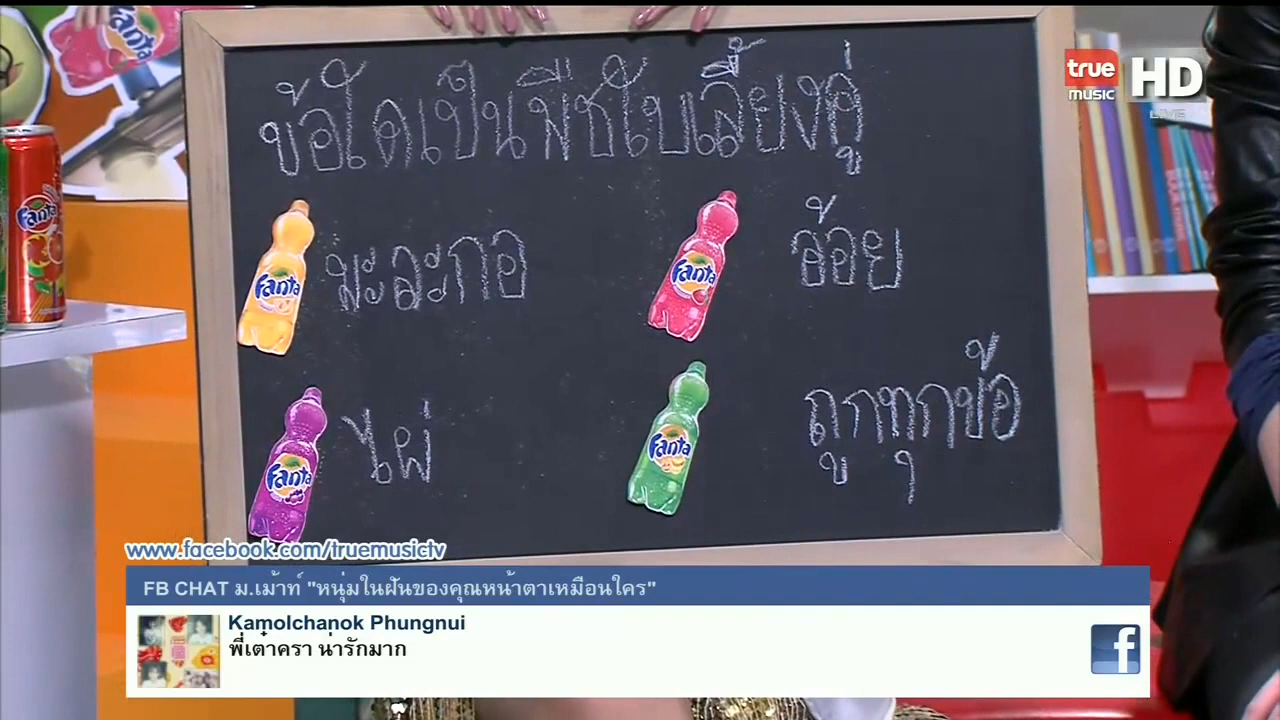 ข้อใดเป็นพืชใบเลี้ยงคู่
Fanta มะละกอ
Fanta อ้อย
Fanta ไผ่
Fanta ถูกทุกข้อ
Fanta
Fanta
true
music
HD
LIVE
www.facebook.com/truemusictv
FB CHAT ม.เม้าท์ "หนุ่มในฝันของคุณหน้าตาเหมือนใคร"
Kamolchanok Phungnui
พี่เต๋าครา น่ารักมาก
f